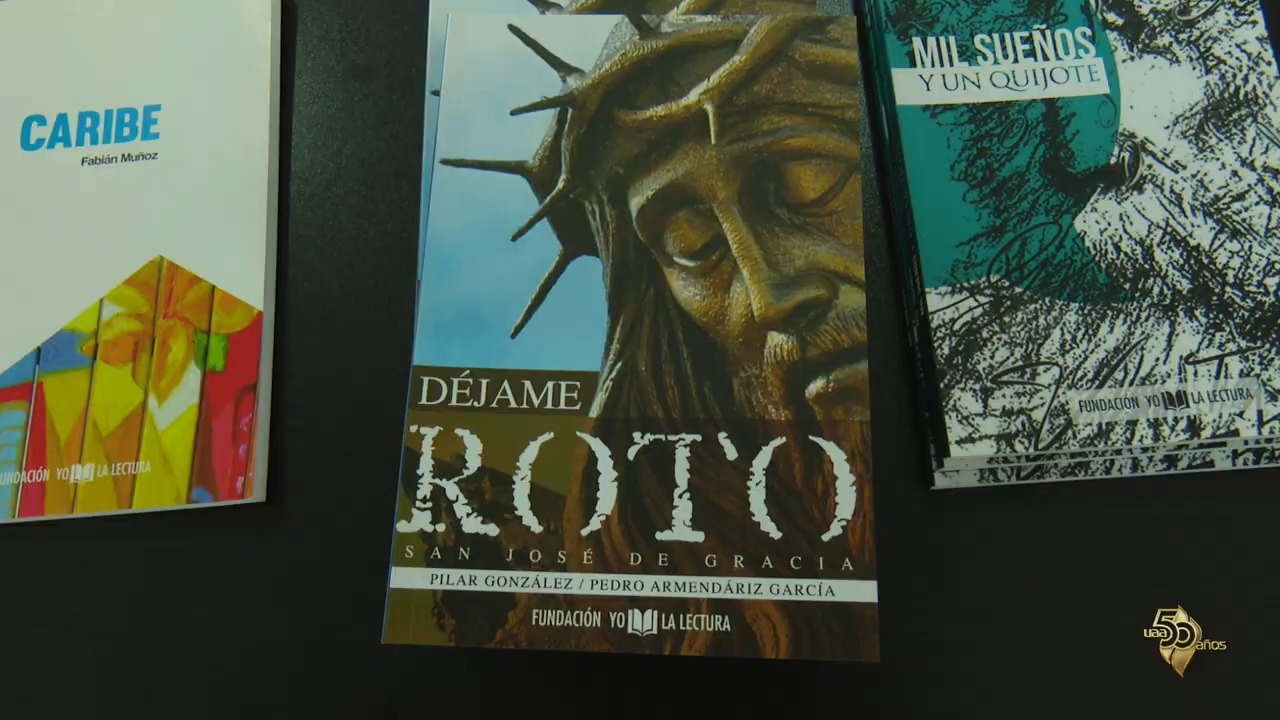 CARIBE
Fabián Muñoz
FUNDACIÓN YO LA LECTURA
DÉJAME
ROTO
SAN JOSÉ DE GRACIA
PILAR GONZÁLEZ / PEDRO ARMENDÁRIZ GARCÍA
FUNDACIÓN YO LA LECTURA
MIL SUEÑOS
Y UN QUIJOTE
FUNDACIÓN YO LA LECTURA
uaa 50 años